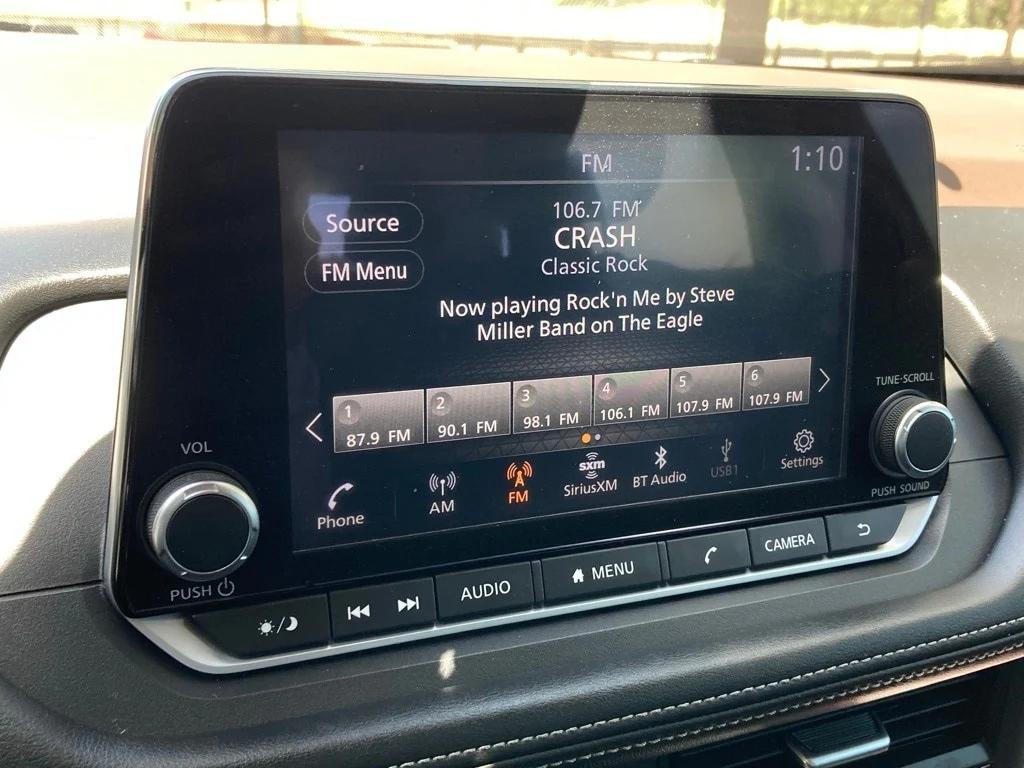 FM
1:10
Source
FM Menu
106.7 FM
CRASH
Classic Rock
Now playing Rock'n Me by Steve
Miller Band on The Eagle
1
87.9 FM
2
90.1 FM
3
98.1 FM
4
106.1 FM
5
107.9 FM
6
107.9 FM
Phone
AM
FM
sxm
SiriusXM
BT Audio
USB1
Settings
VOL
PUSH
TUNE·SCROLL
PUSH SOUND
AUDIO
MENU
CAMERA